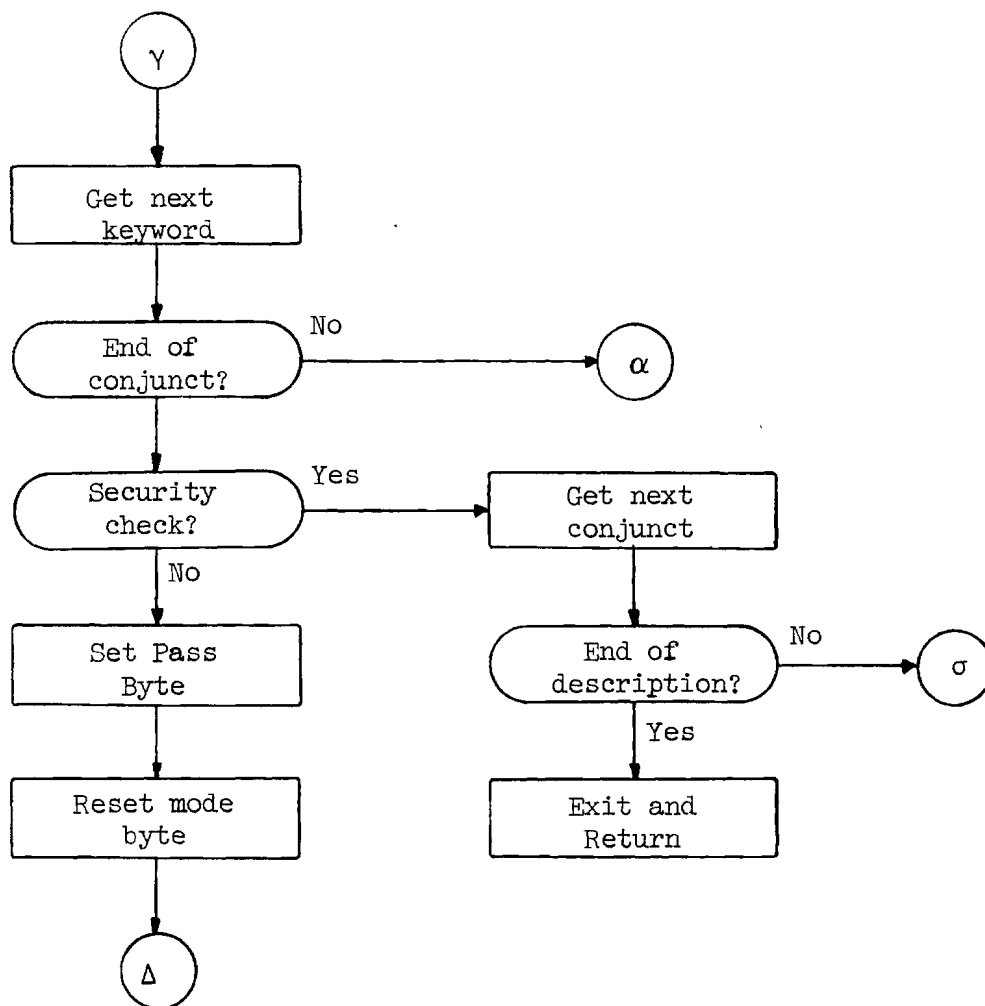 γ
Get next
keyword
No
End of
conjunct?
α
Yes
Security
check?
Get next
conjunct
No
Set Pass
Byte
No
End of
description?
σ
Yes
Reset mode
byte
Exit and
Return
Δ